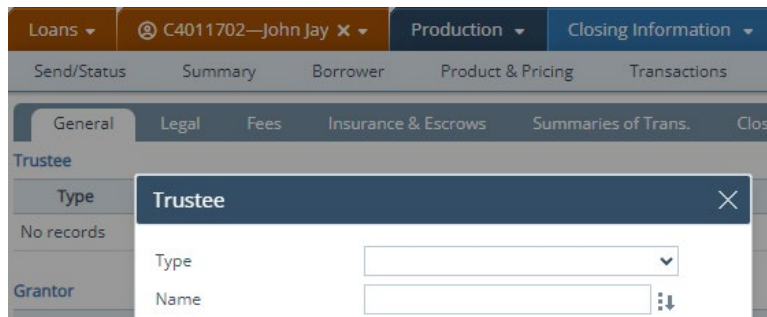 Loans C4011702—John Jay Production Closing Information
Send/Status Summary Borrower Product & Pricing Transactions
General Legal Fees Insurance & Escrows Summaries of Trans. Clos
Trustee
Type
Trustee
No records
Type
Grantor
Name